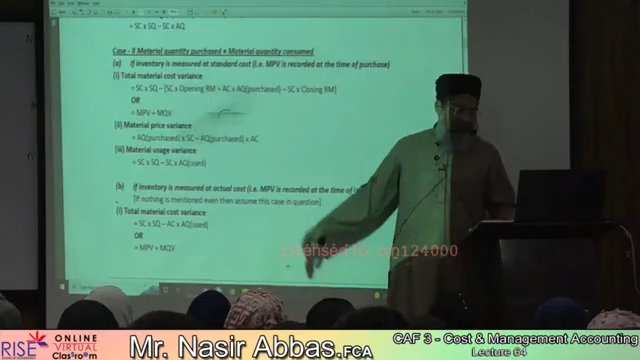 = SC x SQ – SC x AQ
Case - II Material quantity purchased ≠ Material quantity consumed
(a) If inventory is measured at standard cost (i.e. MPV is recorded at the time of purchase)
(i) Total material cost variance
= SC x SQ – [SC x Opening RM + AC x AQ(purchased) – SC x Closing RM]
OR
= MPV + MQV
(ii) Material price variance
= AQ(purchased) x SC – AQ(purchased) x AC
(iii) Material usage variance
= SC x SQ – SC x AQ(used)
(b) If inventory is measured at actual cost (i.e. MPV is recorded at the time of
[If nothing is mentioned even then assume this case in question]
(i) Total material cost variance
= SC x SQ – AC x AQ(used)
OR
= MPV + MQV
124000
RISE ONLINE VIRTUAL Classroom
Mr. Nasir Abbas, FCA
CAF 3 - Cost & Management Accounting
Lecture 64